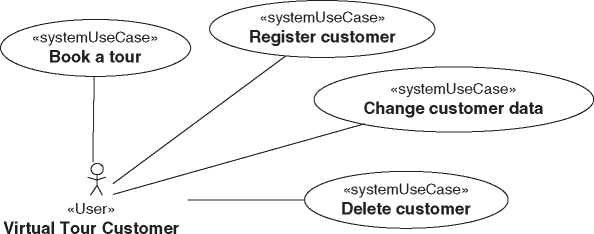 «systemUseCase»
Register customer
«systemUseCase»
Book a tour
«systemUseCase»
Change customer data
«systemUseCase»
Delete customer
«User»
Virtual Tour Customer